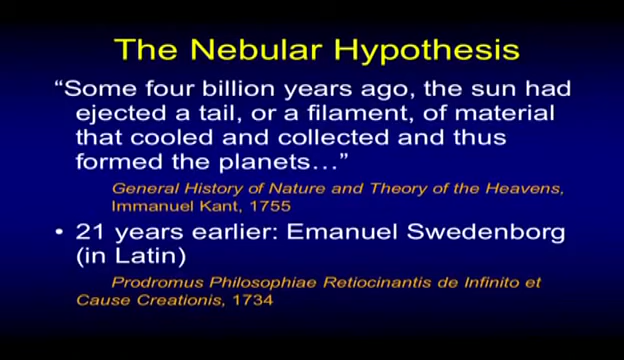 The Nebular Hypothesis
“Some four billion years ago, the sun had
ejected a tail, or a filament, of material
that cooled and collected and thus
formed the planets…”
General History of Nature and Theory of the Heavens,
Immanuel Kant, 1755
• 21 years earlier: Emanuel Swedenborg
(in Latin)
Prodromus Philosophiae Retiocinantis de Infinito et
Cause Creationis, 1734